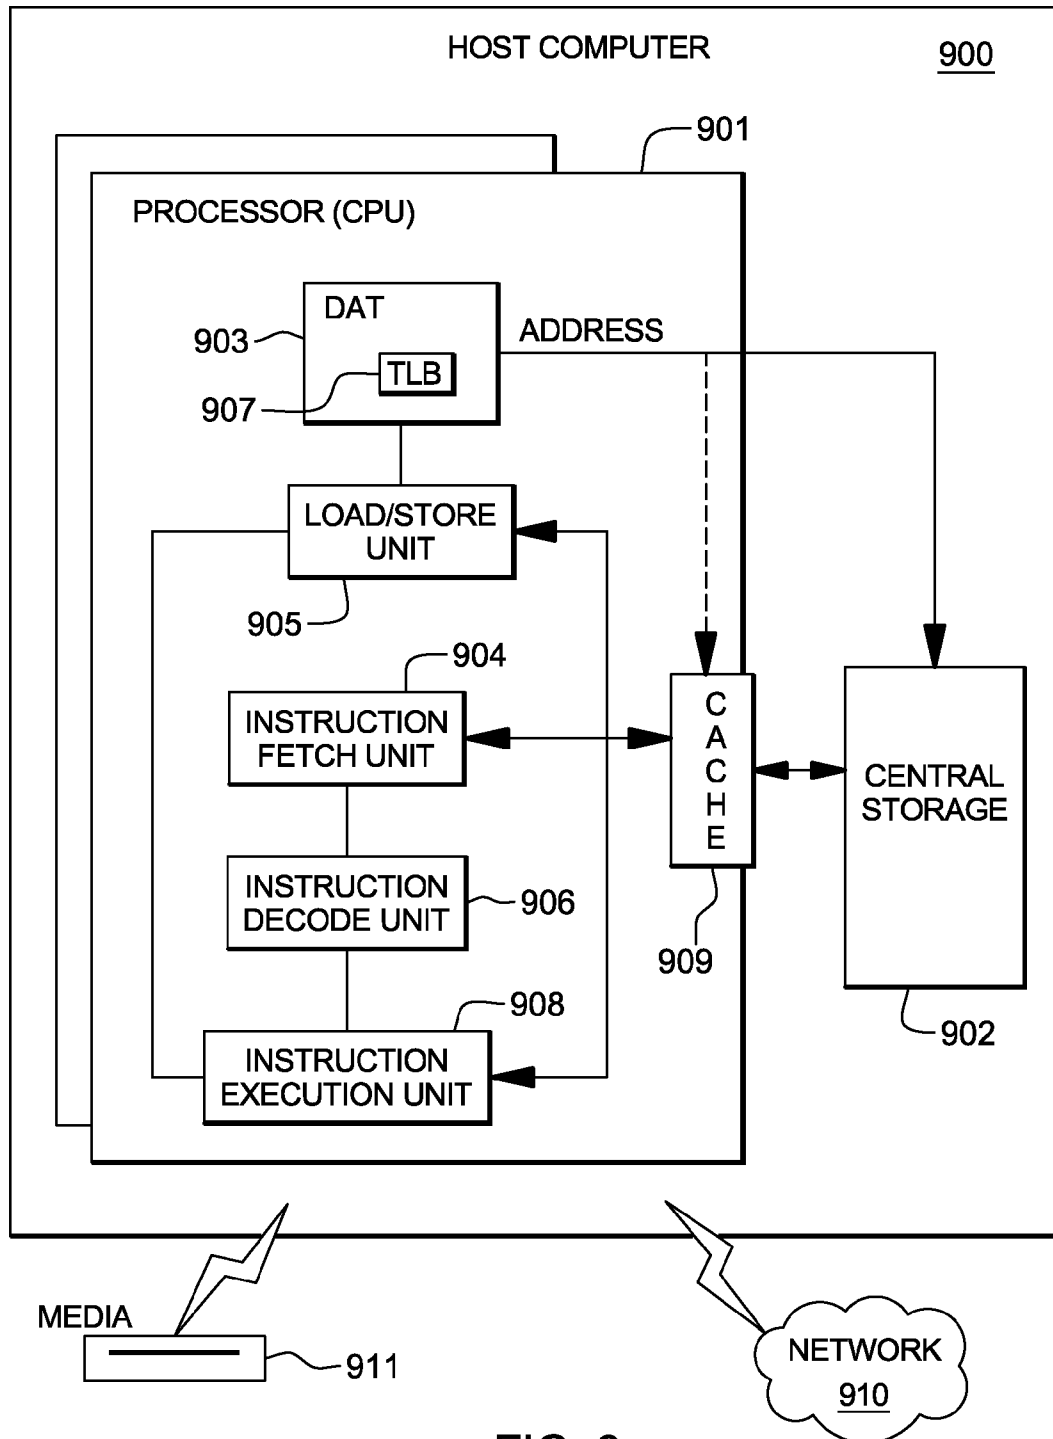 HOST COMPUTER
900
901
PROCESSOR (CPU)
DAT
903
ADDRESS
TLB
907
LOAD/STORE
UNIT
905
904
INSTRUCTION
FETCH UNIT
C
A
C
H
E
CENTRAL
STORAGE
INSTRUCTION
DECODE UNIT
906
909
908
902
INSTRUCTION
EXECUTION UNIT
MEDIA
911
NETWORK
910